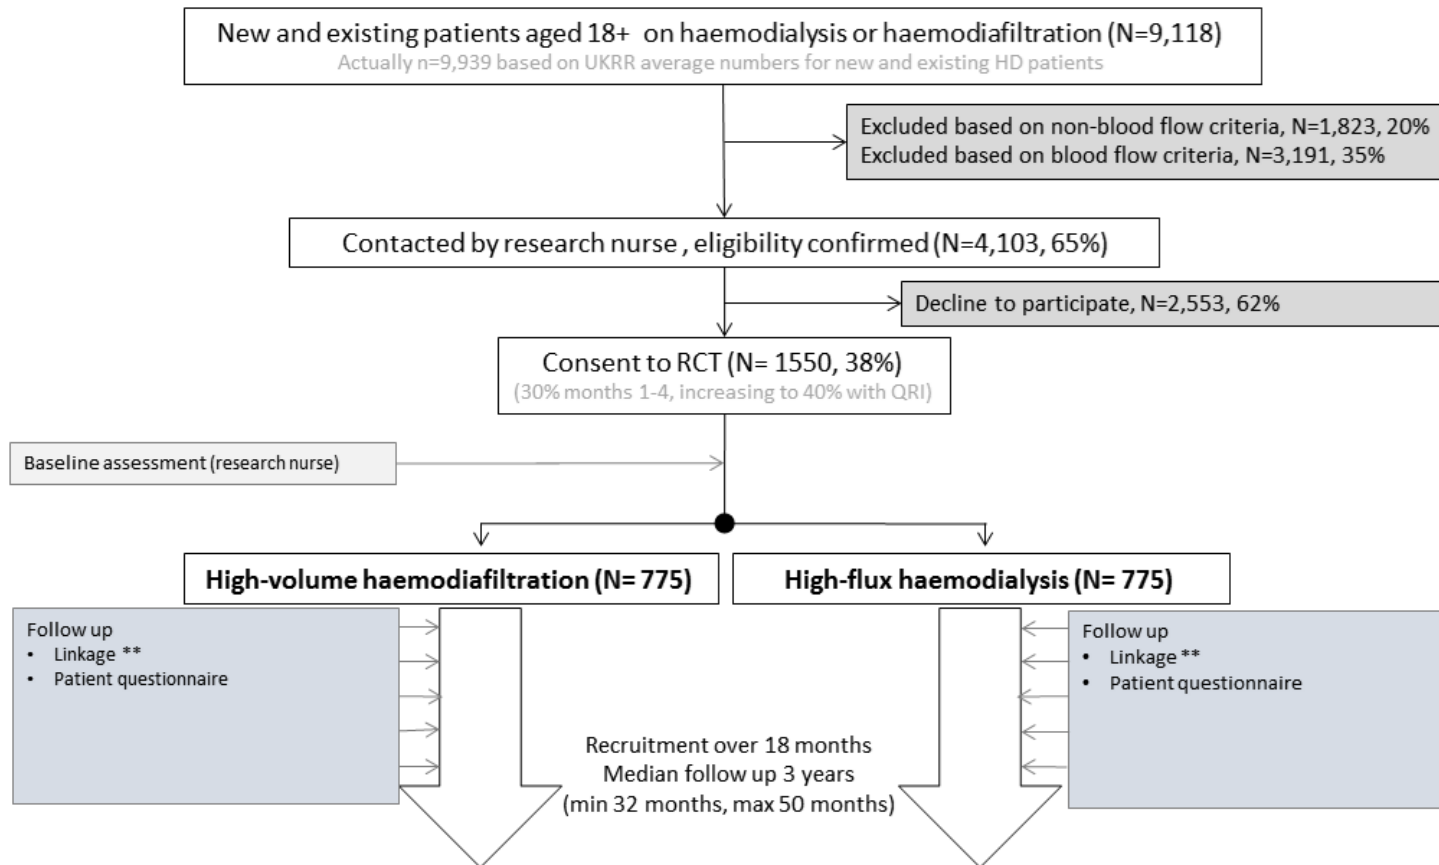 New and existing patients aged 18+ on haemodialysis or haemodiafiltration (N=9,118)
Actually n=9,939 based on UKRR average numbers for new and existing HD patients
Excluded based on non-blood flow criteria, N=1,823, 20%
Excluded based on blood flow criteria, N=3,191, 35%
Contacted by research nurse , eligibility confirmed (N=4,103, 65%)
Decline to participate, N=2,553, 62%
Consent to RCT (N= 1550, 38%)
(30% months 1-4, increasing to 40% with QRI)
Baseline assessment (research nurse)
High-volume haemodiafiltration (N= 775)
High-flux haemodialysis (N= 775)
Follow up
• Linkage **
• Patient questionnaire
Follow up
• Linkage **
• Patient questionnaire
Recruitment over 18 months
Median follow up 3 years
(min 32 months, max 50 months)